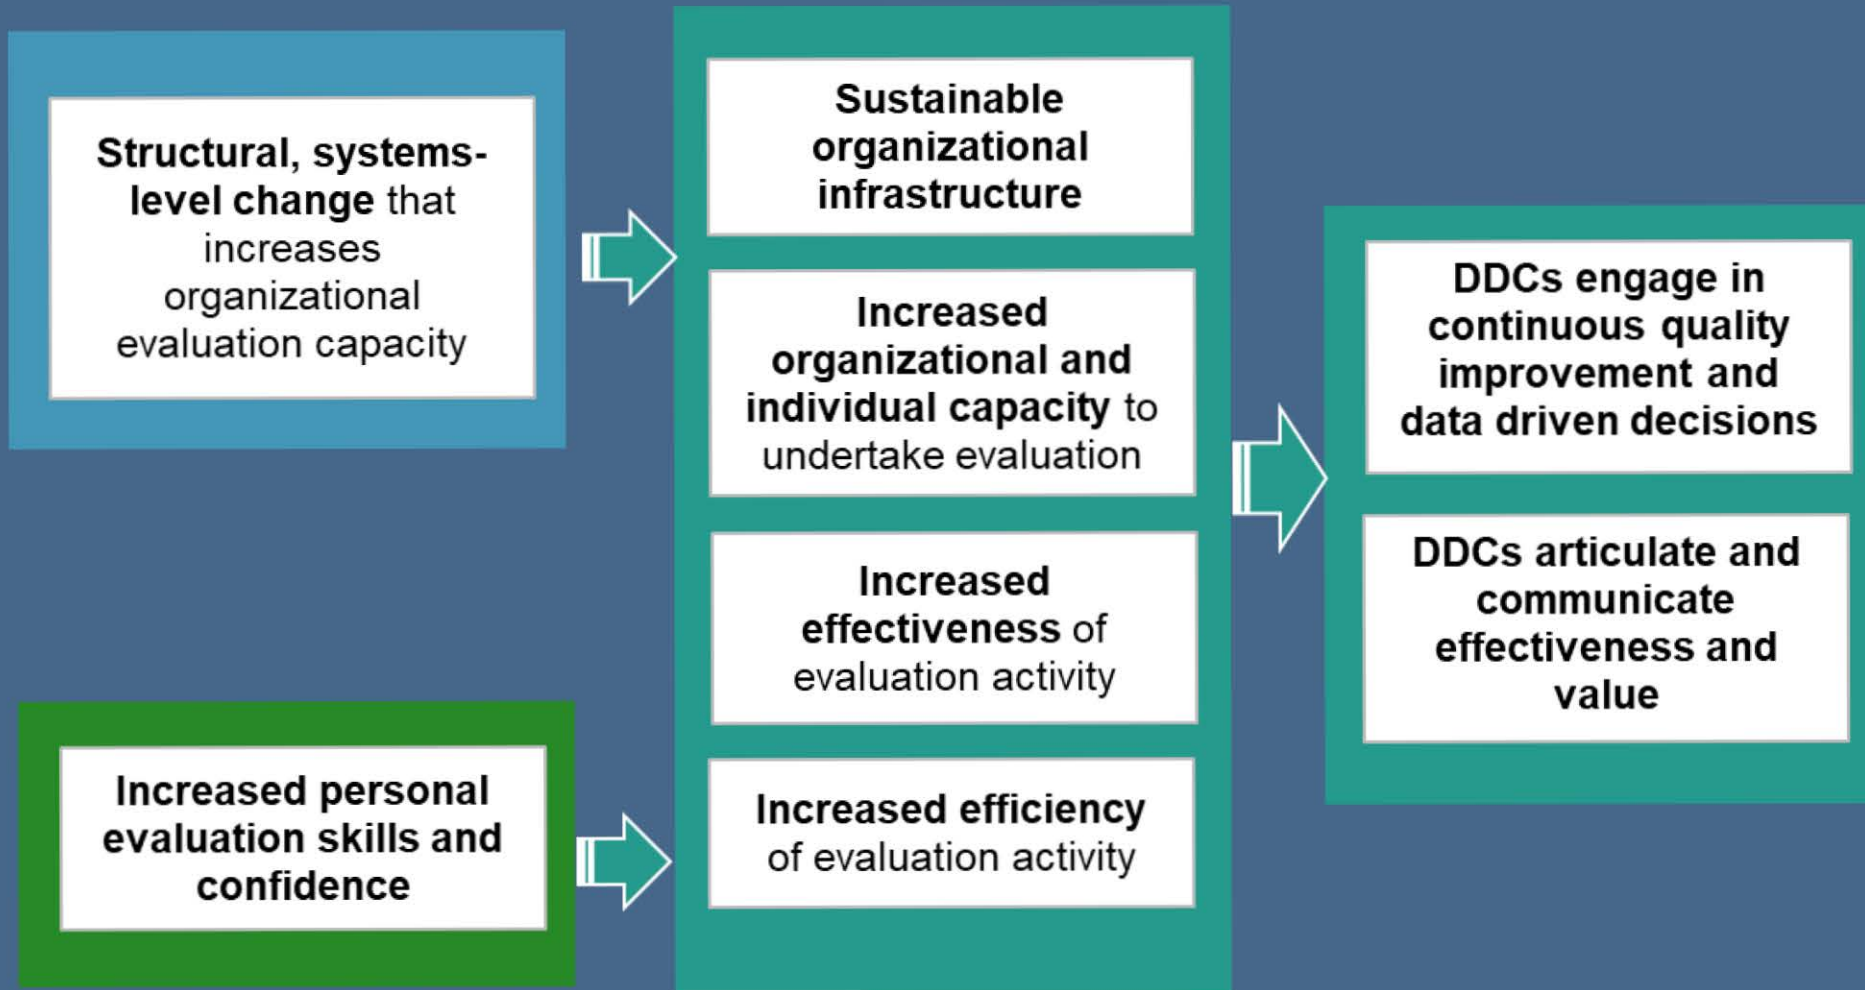 Structural, systems-
level change that
increases
organizational
evaluation capacity
Increased personal
evaluation skills and
confidence
Sustainable
organizational
infrastructure
Increased
organizational and
individual capacity to
undertake evaluation
Increased
effectiveness of
evaluation activity
Increased efficiency
of evaluation activity
DDCs engage in
continuous quality
improvement and
data driven decisions
DDCs articulate and
communicate
effectiveness and
value